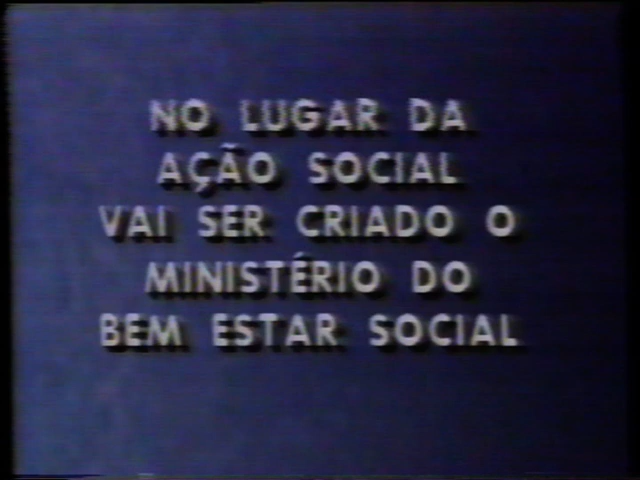 NO LUGAR DA
AÇÃO SOCIAL
VAI SER CRIADO O
MINISTÉRIO DO
BEM ESTAR SOCIAL